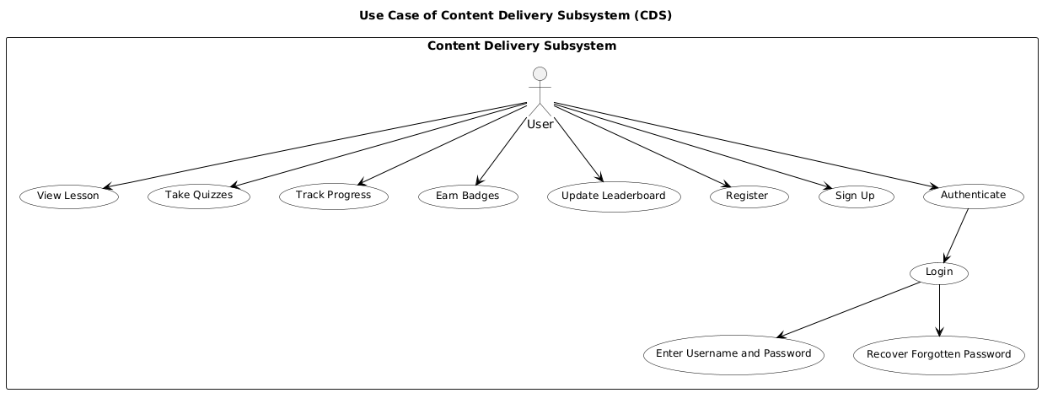 Use Case of Content Delivery Subsystem (CDS)
Content Delivery Subsystem
User
View Lesson
Take Quizzes
Track Progress
Earn Badges
Update Leaderboard
Register
Sign Up
Authenticate
Login
Enter Username and Password
Recover Forgotten Password